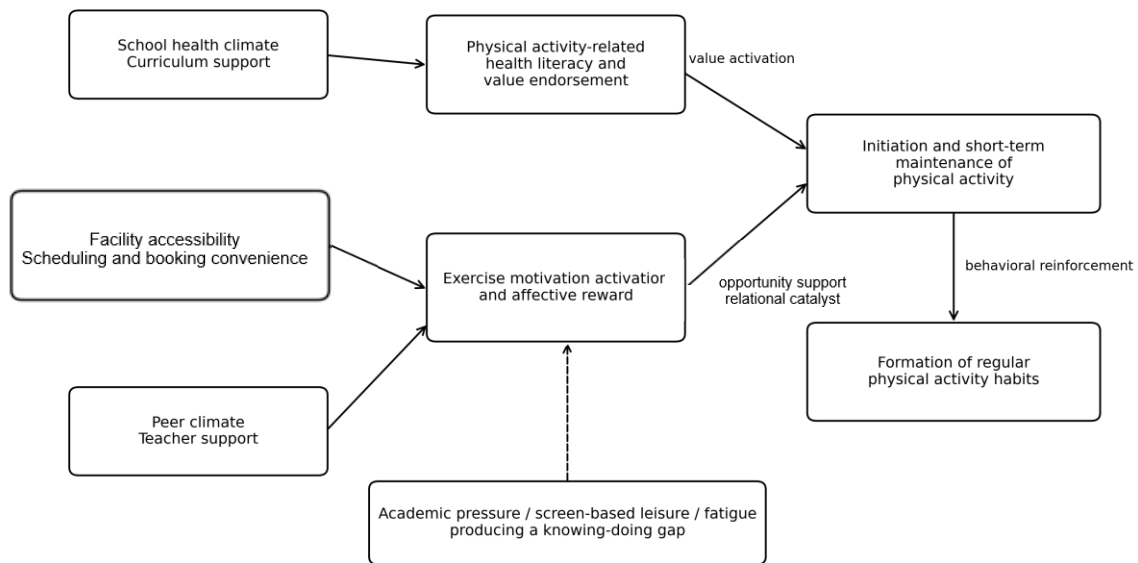 School health climate
Curriculum support
Physical activity-related
health literacy and
value endorsement
value activation
Initiation and short-term
maintenance of
physical activity
Facility accessibility
Scheduling and booking convenience
Exercise motivation activatior
and affective reward
opportunity support
relational catalyst
behavioral reinforcement
Formation of regular
physical activity habits
Peer climate
Teacher support
Academic pressure / screen-based leisure / fatigue
producing a knowing-doing gap